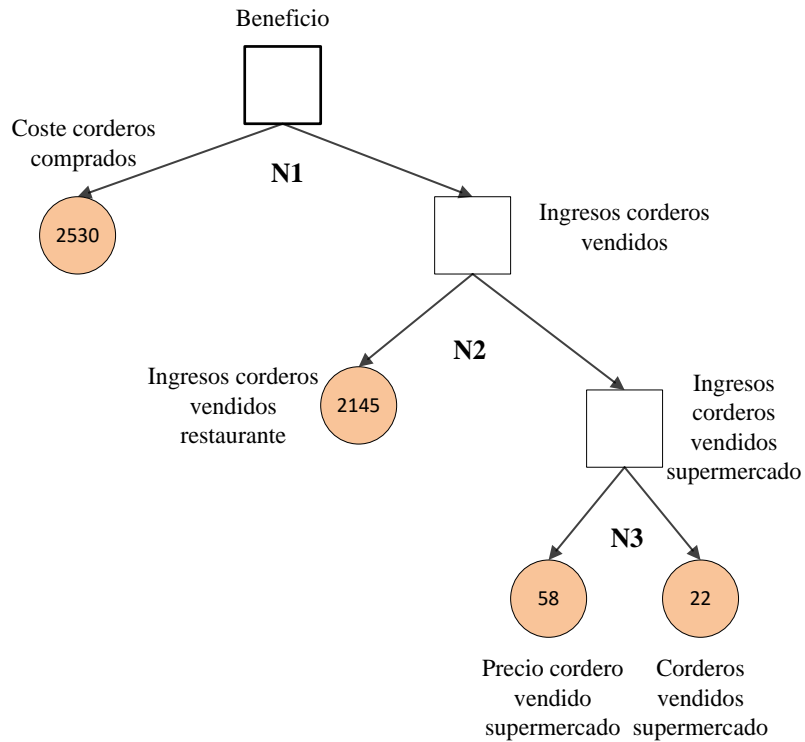 Beneficio
Coste corderos
comprados
N1
2530
Ingresos corderos
vendidos
N2
Ingresos corderos
vendidos
restaurante
2145
Ingresos
corderos
vendidos
supermercado
N3
58
22
Precio cordero
vendido
supermercado
Corderos
vendidos
supermercado